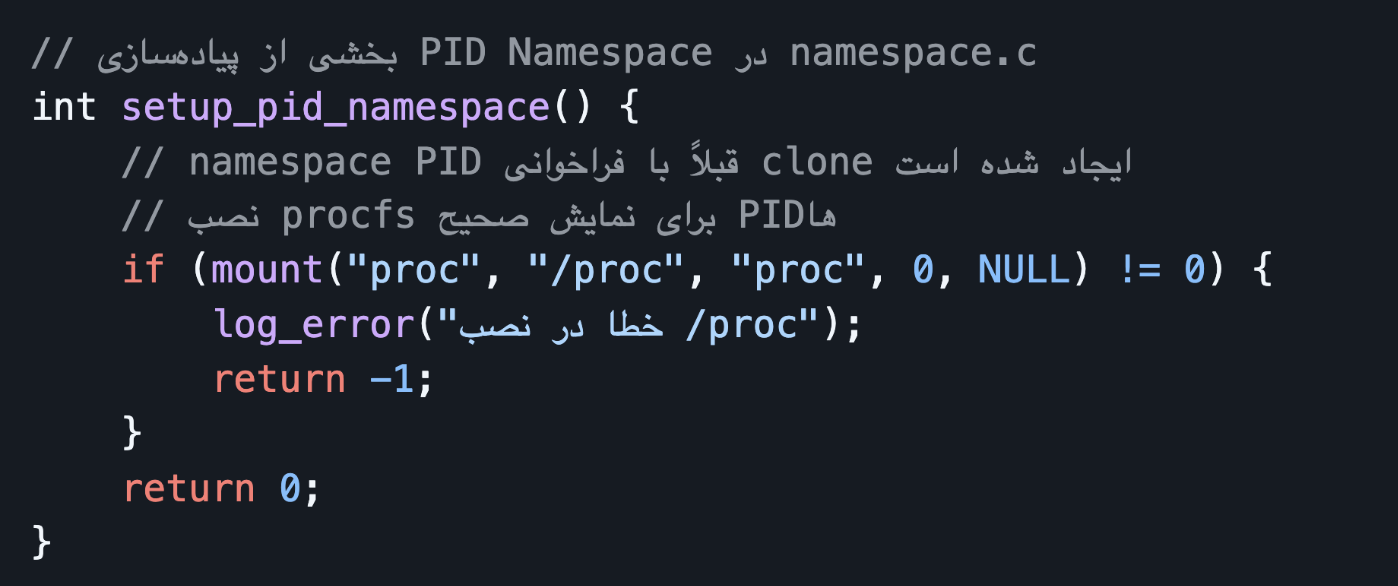 // بخشی از پیاده‌سازی PID Namespace در namespace.c
int setup_pid_namespace() {
    // namespace PID قبلاً با فراخوانی clone ایجاد شده است
    // نصب procfs برای نمایش صحیح PIDها
    if (mount("proc", "/proc", "proc", 0, NULL) != 0) {
        log_error("خطا در نصب /proc");
        return -1;
    }
    return 0;
}